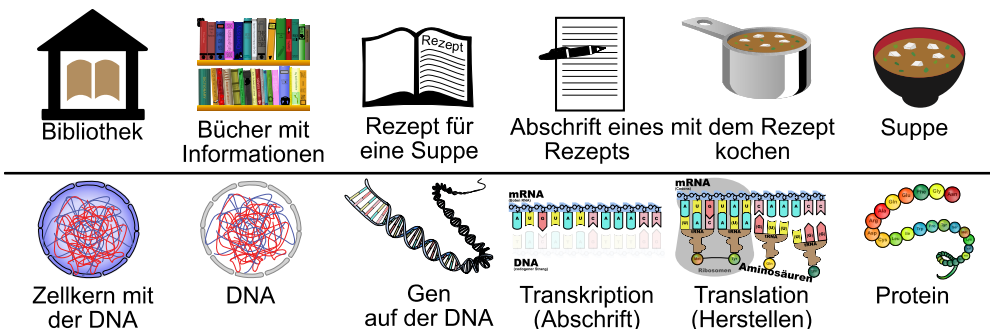 Rezept
Bibliothek
Bücher mit
Informationen
Rezept für
eine Suppe
Abschrift eines
Rezepts
mit dem Rezept
kochen
Suppe
mRNA
DNA
mRNA
Ribosomen
Aminosäuren
Zellkern mit
der DNA
DNA
Gen
auf der DNA
Transkription
(Abschrift)
Translation
(Herstellen)
Protein